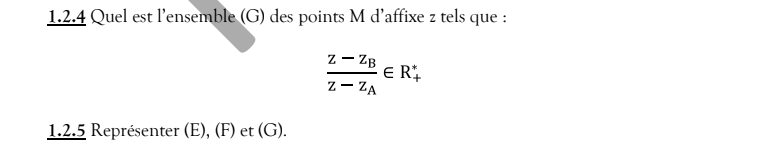 1.2.4 Quel est l'ensemble (G) des points M d'affixe z tels que :
z − z_B
───── ∈ R*₊
z − z_A
1.2.5 Représenter (E), (F) et (G).